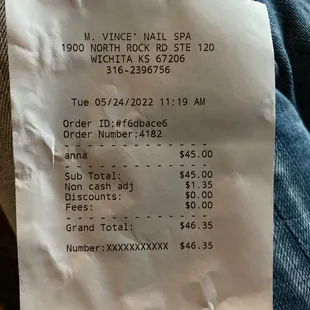 M. VINCE' NAIL SPA
1900 NORTH ROCK RD STE 120
WICHITA KS 67206
316-2396756
Tue 05/24/2022 11:19 AM
Order ID:#f6dbace6
Order Number:4182
- - - - - - - - - - - - - - -
anna $45.00
- - - - - - - - - - - - - - -
Sub Total: $45.00
Non cash adj $1.35
Discounts: $0.00
Fees: $0.00
- - - - - - - - - - - - - - -
Grand Total: $46.35
Number:XXXXXXXXXXX $46.35